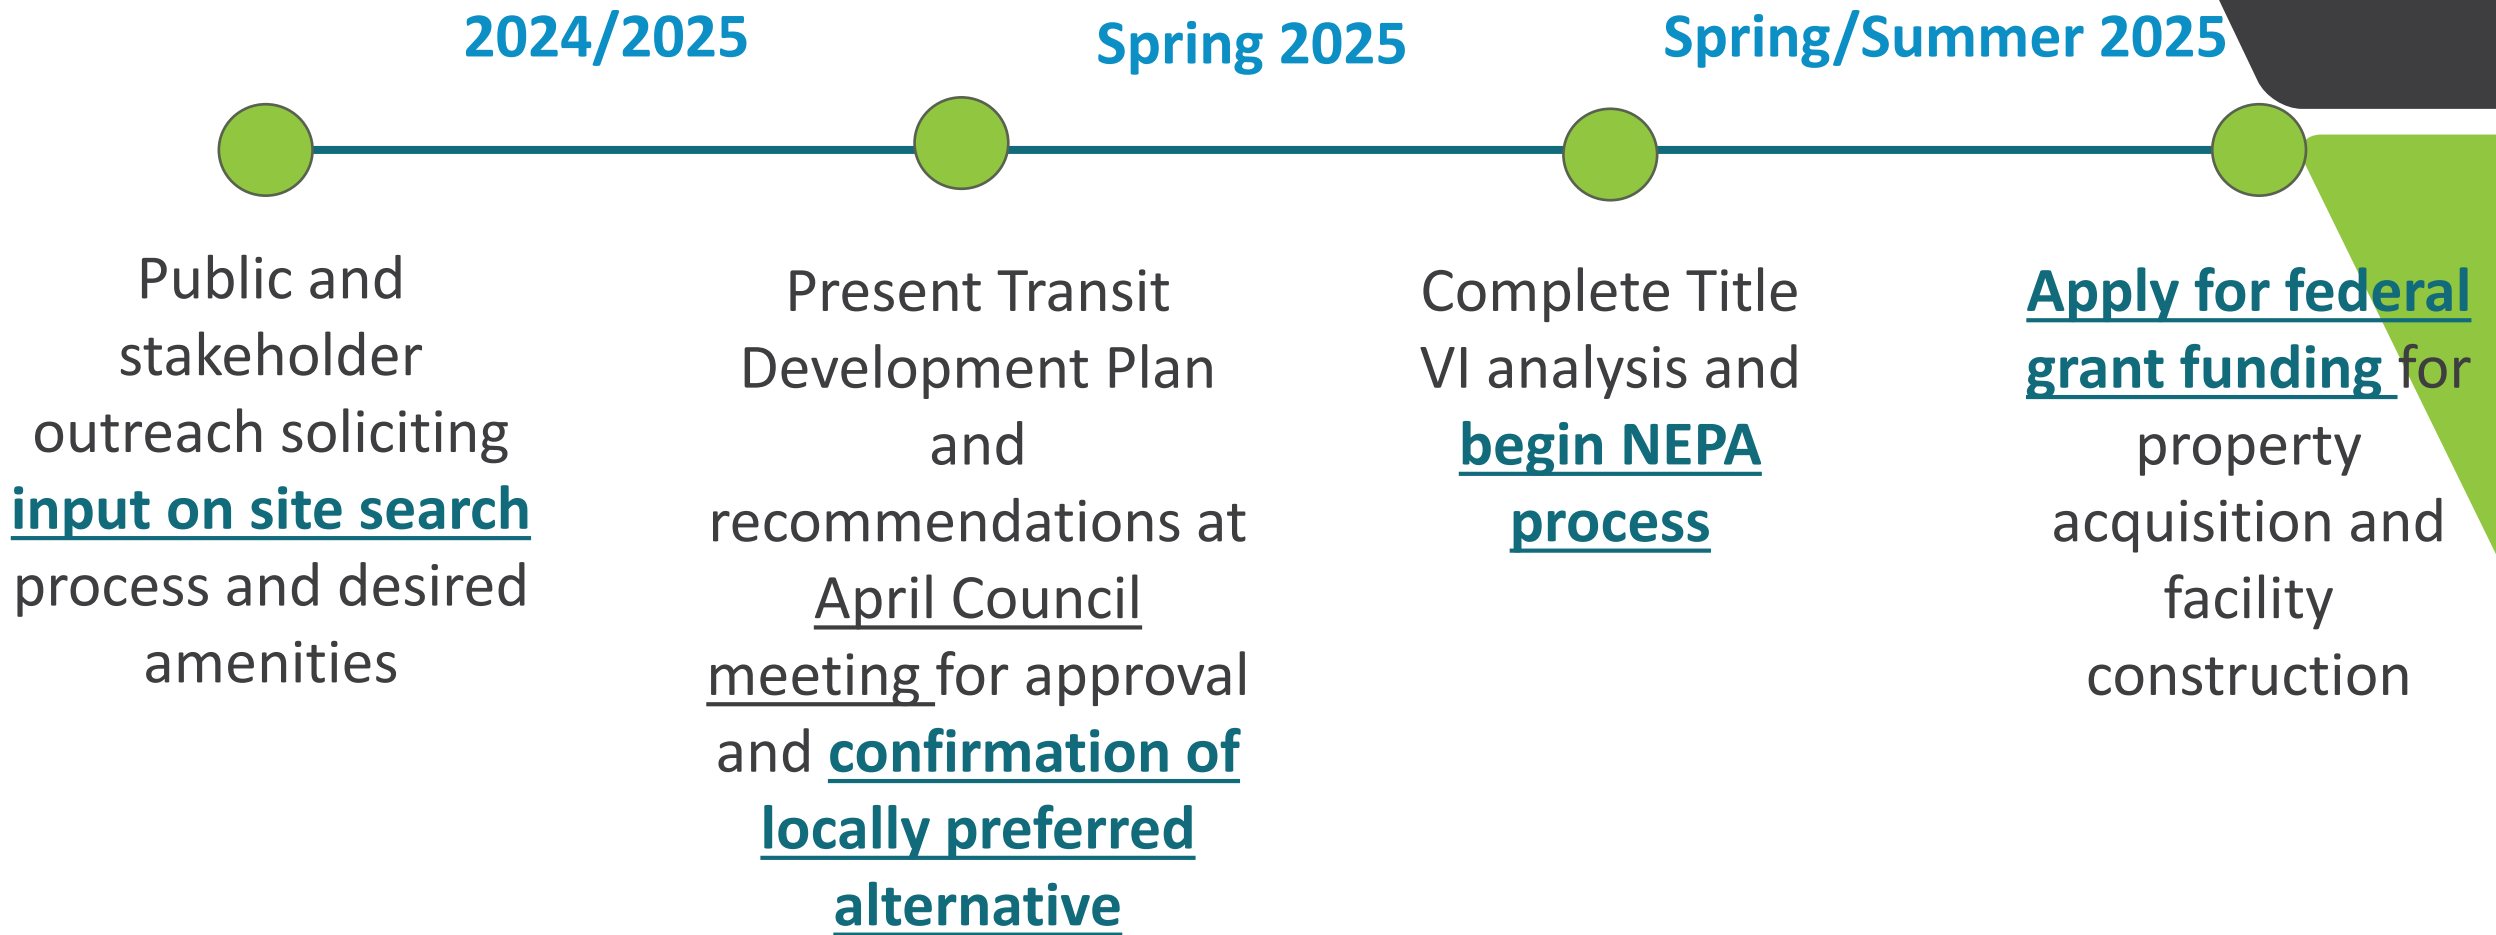 2024/2025
Spring 2025
Spring/Summer 2025
Public and
stakeholder
outreach soliciting
input on site search
process and desired
amenities
Present Transit
Development Plan
and
recommendation at
April Council
meeting for approval
and confirmation of
locally preferred
alternative
Complete Title
VI analysis and
begin NEPA
process
Apply for federal
grant funding for
property
acquisition and
facility
construction